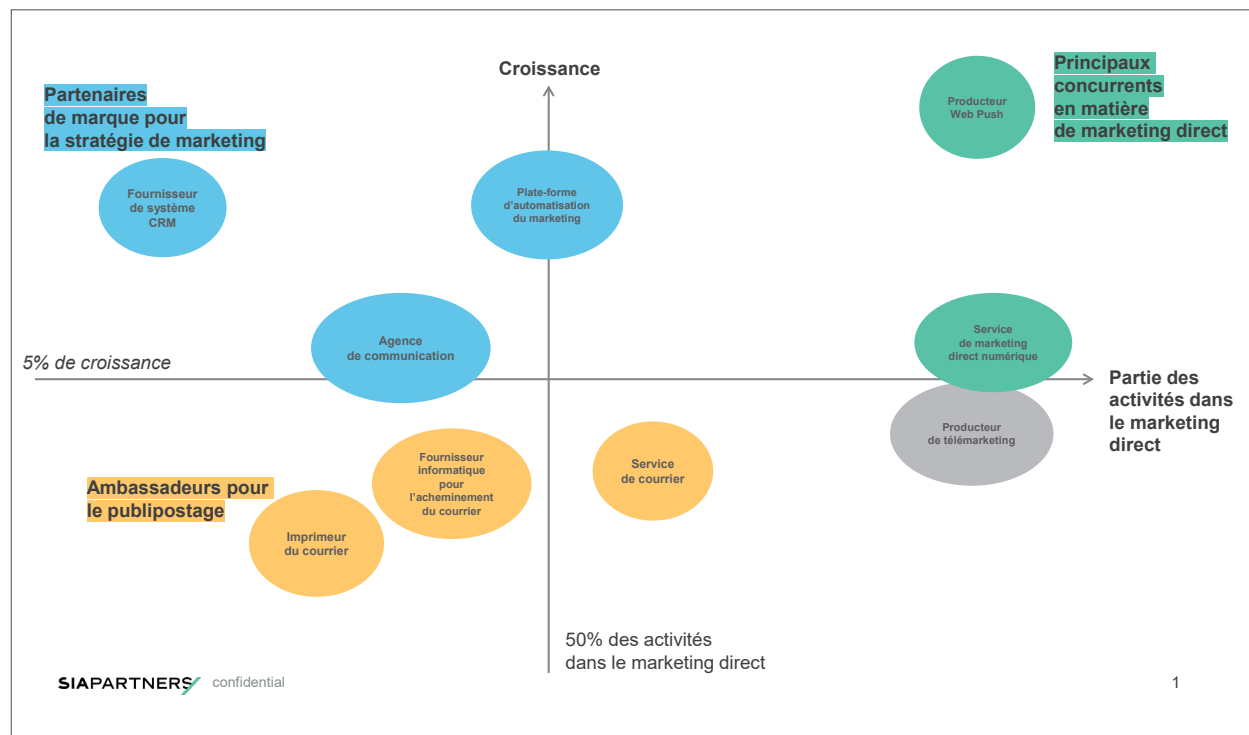 Croissance
Principaux
concurrents
en matière
de marketing direct
Partenaires
de marque pour
la stratégie de marketing
Producteur
Web Push
Fournisseur
de système
CRM
Plate-forme
d'automatisation
du marketing
Agence
de communication
Service
de marketing
direct numérique
5% de croissance
Partie des
activités dans
le marketing
direct
Producteur
de télémarketing
Fournisseur
informatique
pour
l'acheminement
du courrier
Service
de courrier
Ambassadeurs pour
le publipostage
Imprimeur
du courrier
50% des activités
dans le marketing direct
SIAPARTNERS confidential
1